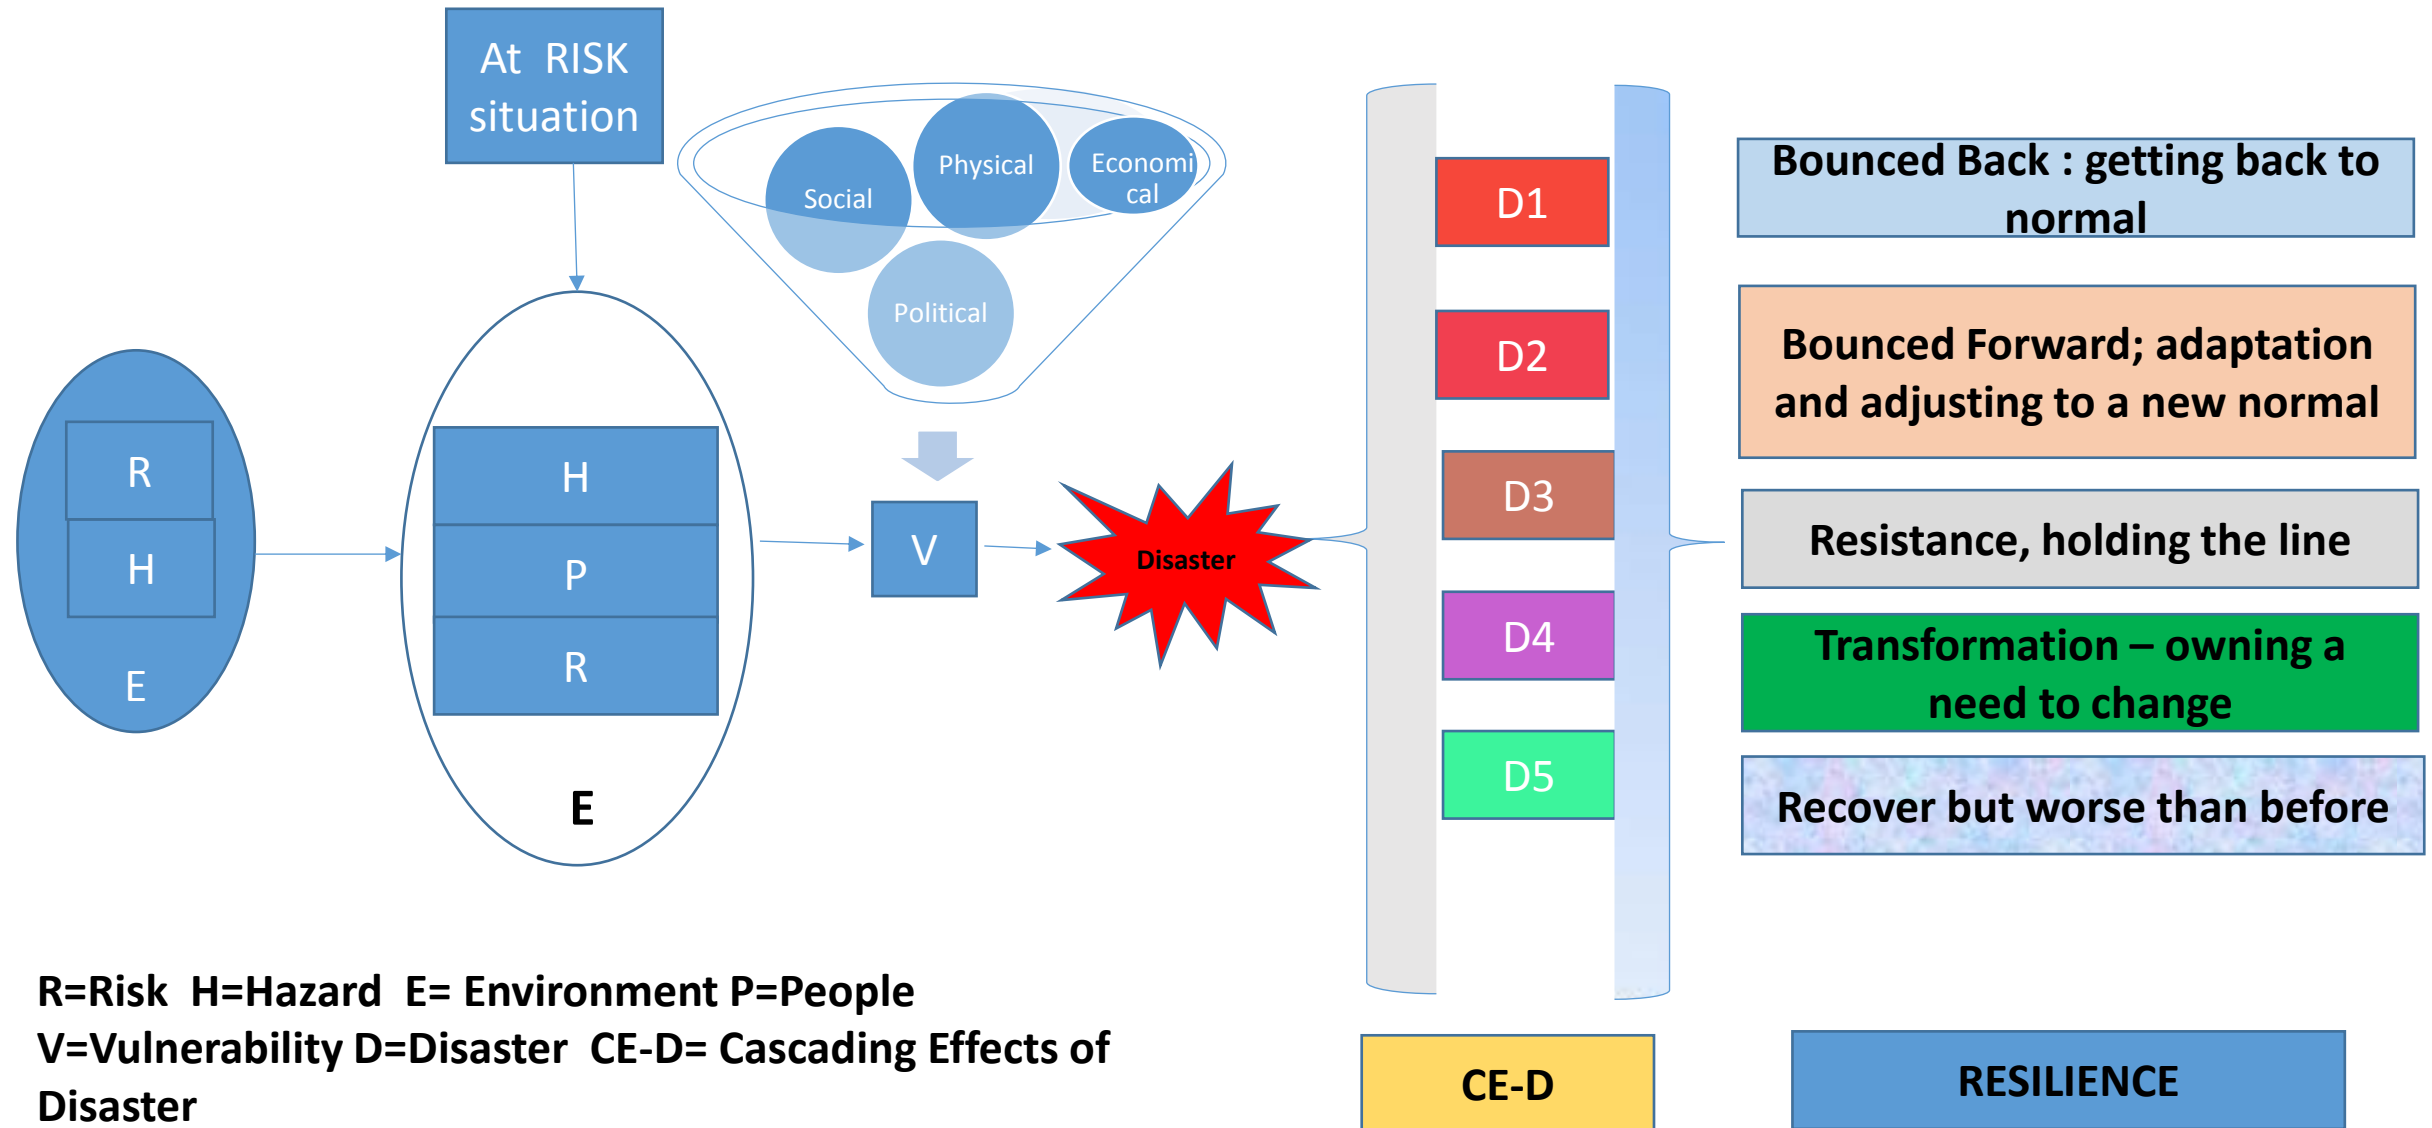 At  RISK
situation
Social
Physical
Economi
cal
Political
R
H
E
H
P
R
E
V
Disaster
D1
D2
D3
D4
D5
Bounced Back : getting back to
normal
Bounced Forward; adaptation
and adjusting to a new normal
Resistance, holding the line
Transformation – owning a
need to change
Recover but worse than before
R=Risk  H=Hazard  E= Environment P=People
V=Vulnerability D=Disaster  CE-D= Cascading Effects of
Disaster
CE-D
RESILIENCE